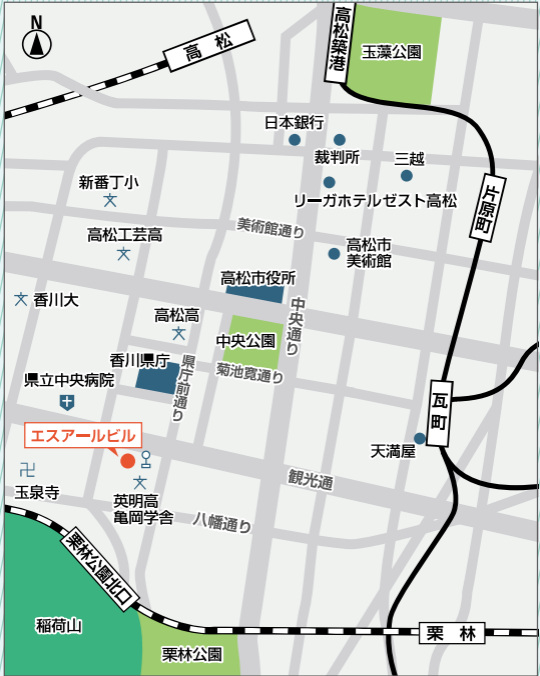 N
高松
高松築港
玉藻公園
日本銀行
裁判所
三越
リーガホテルゼスト高松
新番丁小
片原町
美術館通り
高松工芸高
高松市
美術館
高松市役所
香川大
中央通り
高松高
中央公園
香川県庁
県庁前通り
菊池寛通り
県立中央病院
瓦町
エスアールビル
天満屋
玉泉寺
観光通
英明高
亀岡学舎
八幡通り
栗林公園北口
稲荷山
栗林公園
栗林